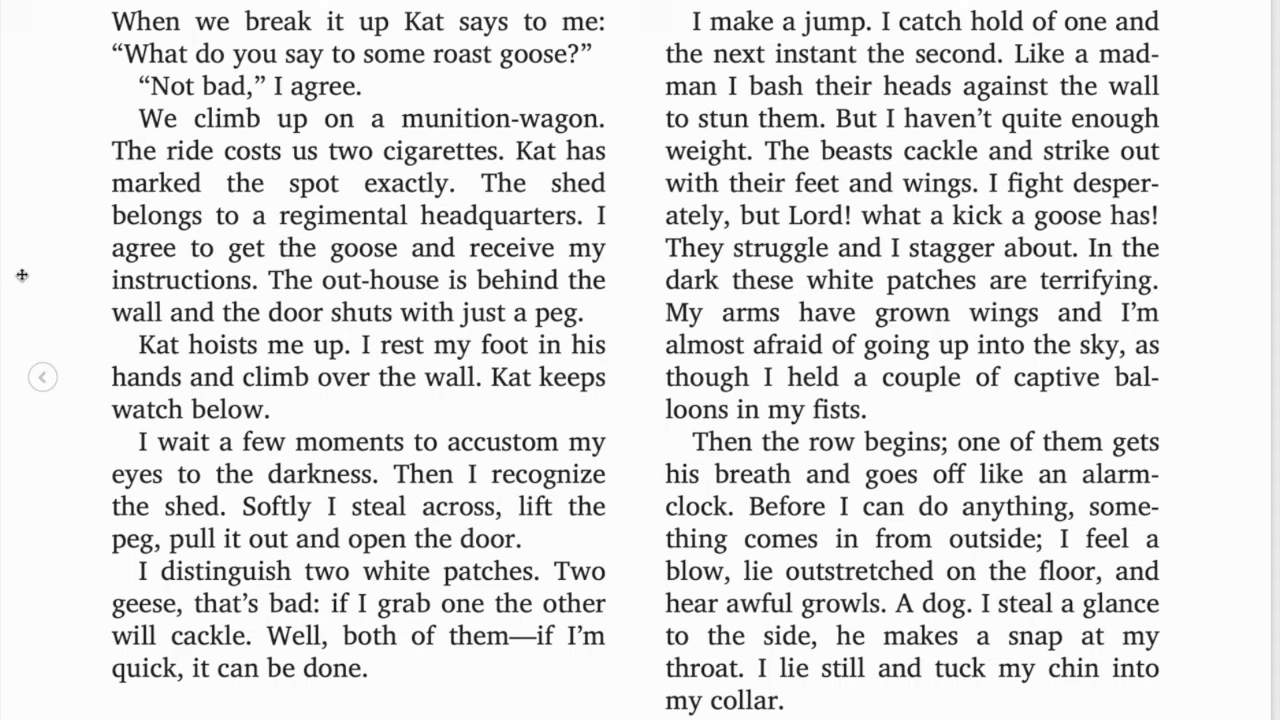 When we break it up Kat says to me:
“What do you say to some roast goose?”
“Not bad,” I agree.
We climb up on a munition-wagon.
The ride costs us two cigarettes. Kat has
marked the spot exactly. The shed
belongs to a regimental headquarters. I
agree to get the goose and receive my
instructions. The out-house is behind the
wall and the door shuts with just a peg.
Kat hoists me up. I rest my foot in his
hands and climb over the wall. Kat keeps
watch below.
I wait a few moments to accustom my
eyes to the darkness. Then I recognize
the shed. Softly I steal across, lift the
peg, pull it out and open the door.
I distinguish two white patches. Two
geese, that’s bad: if I grab one the other
will cackle. Well, both of them—if I’m
quick, it can be done.
I make a jump. I catch hold of one and
the next instant the second. Like a mad-
man I bash their heads against the wall
to stun them. But I haven’t quite enough
weight. The beasts cackle and strike out
with their feet and wings. I fight desper-
ately, but Lord! what a kick a goose has!
They struggle and I stagger about. In the
dark these white patches are terrifying.
My arms have grown wings and I’m
almost afraid of going up into the sky, as
though I held a couple of captive bal-
loons in my fists.
Then the row begins; one of them gets
his breath and goes off like an alarm-
clock. Before I can do anything, some-
thing comes in from outside; I feel a
blow, lie outstretched on the floor, and
hear awful growls. A dog. I steal a glance
to the side, he makes a snap at my
throat. I lie still and tuck my chin into
my collar.